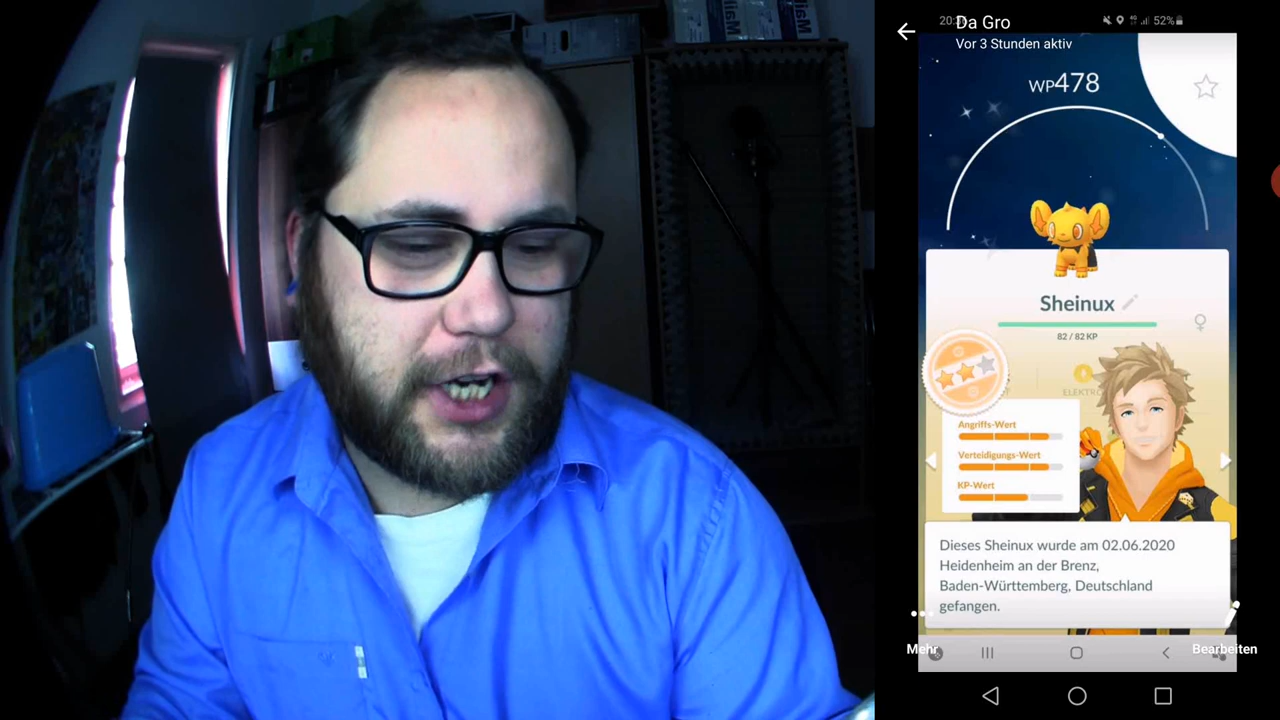 Da Gro
Vor 3 Stunden aktiv
52%
WP478
Sheinux
82 / 82 KP
ELEKTRO
Angriffs-Wert
Verteidigungs-Wert
KP-Wert
Dieses Sheinux wurde am 02.06.2020
Heidenheim an der Brenz,
Baden-Württemberg, Deutschland
gefangen.
Mehr
Bearbeiten